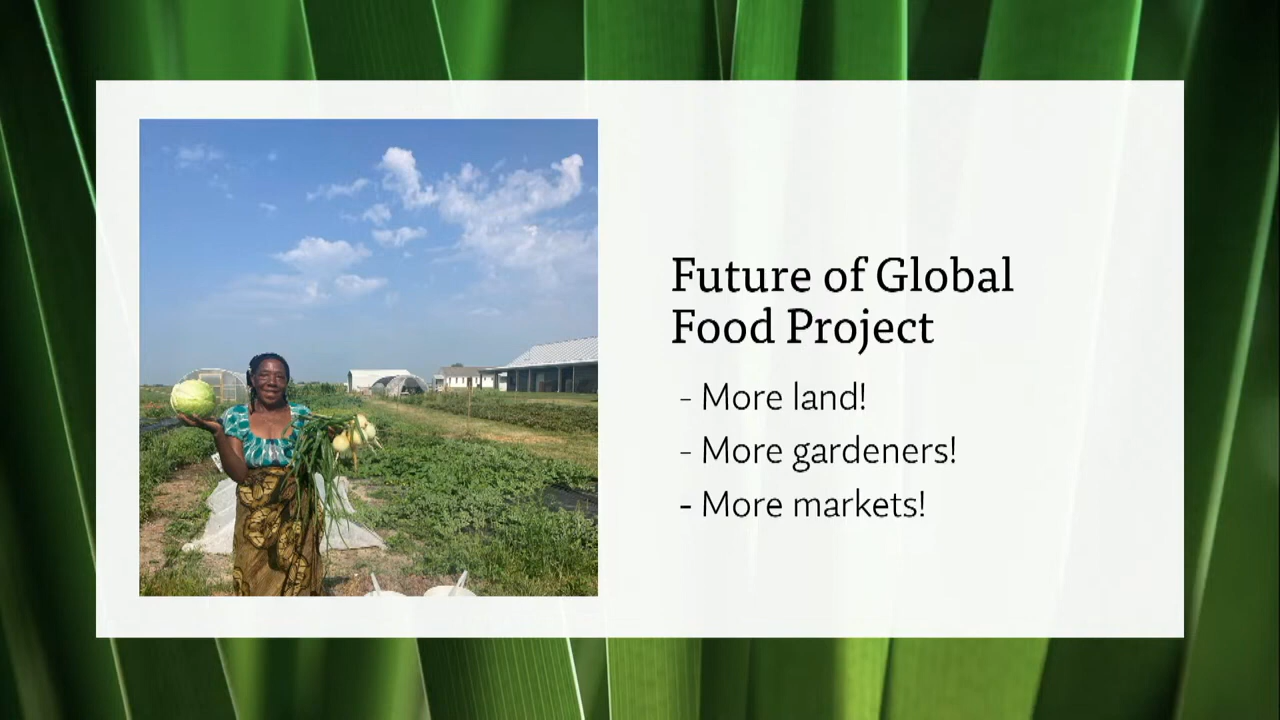 Future of Global
Food Project
- More land!
- More gardeners!
- More markets!